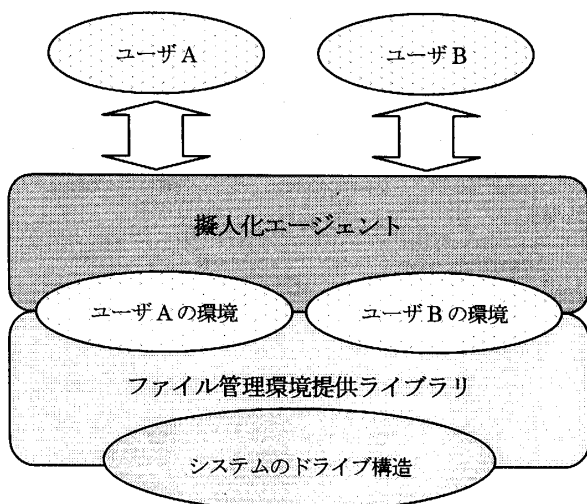 ユーザA
ユーザB
擬人化エージェント
ユーザAの環境
ユーザBの環境
ファイル管理環境提供ライブラリ
システムのドライブ構造